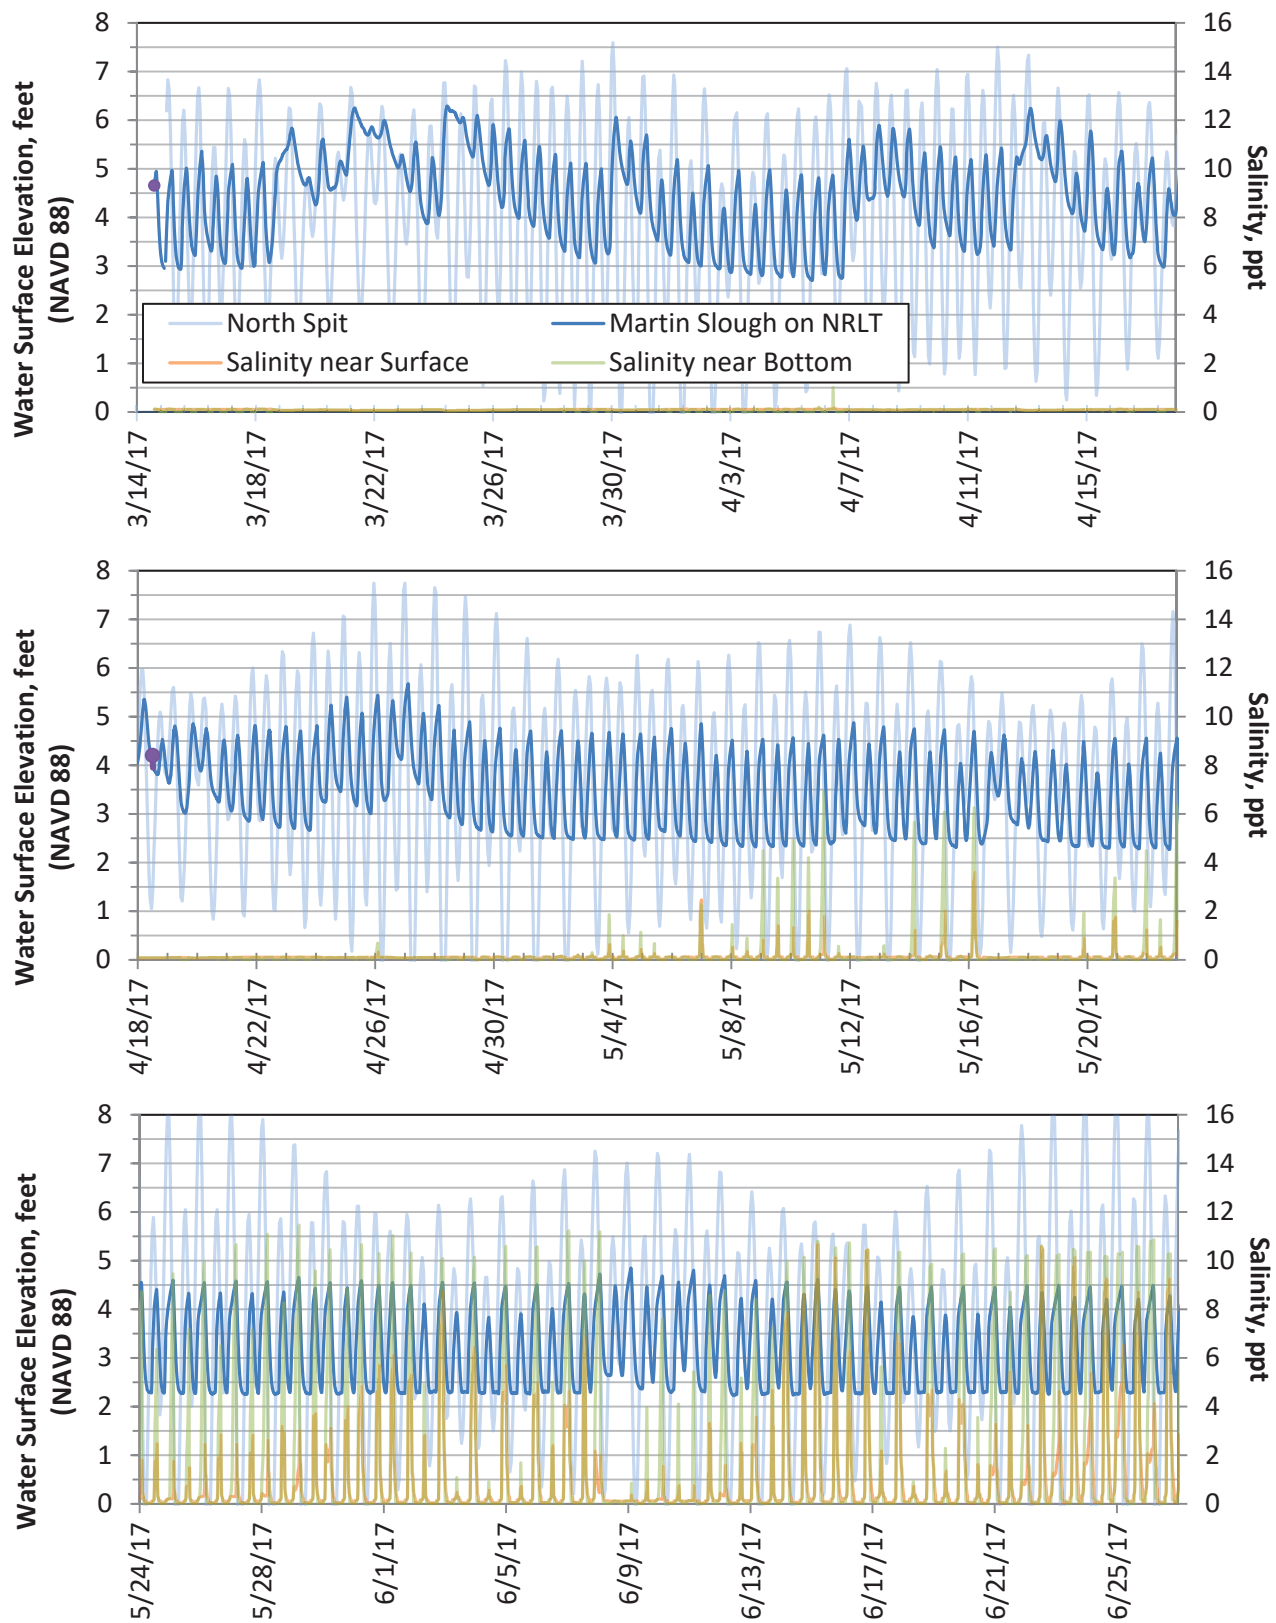 8 16
7 14
6 12
5 10
4 8
3 6
2 4
1 2
0 0
Water Surface Elevation, feet
(NAVD 88)
Salinity, ppt
North Spit Martin Slough on NRLT
Salinity near Surface Salinity near Bottom
3/14/17 3/18/17 3/22/17 3/26/17 3/30/17 4/3/17 4/7/17 4/11/17 4/15/17
8 16
7 14
6 12
5 10
4 8
3 6
2 4
1 2
0 0
Water Surface Elevation, feet
(NAVD 88)
Salinity, ppt
4/18/17 4/22/17 4/26/17 4/30/17 5/4/17 5/8/17 5/12/17 5/16/17 5/20/17
8 16
7 14
6 12
5 10
4 8
3 6
2 4
1 2
0 0
Water Surface Elevation, feet
(NAVD 88)
Salinity, ppt
5/24/17 5/28/17 6/1/17 6/5/17 6/9/17 6/13/17 6/17/17 6/21/17 6/25/17